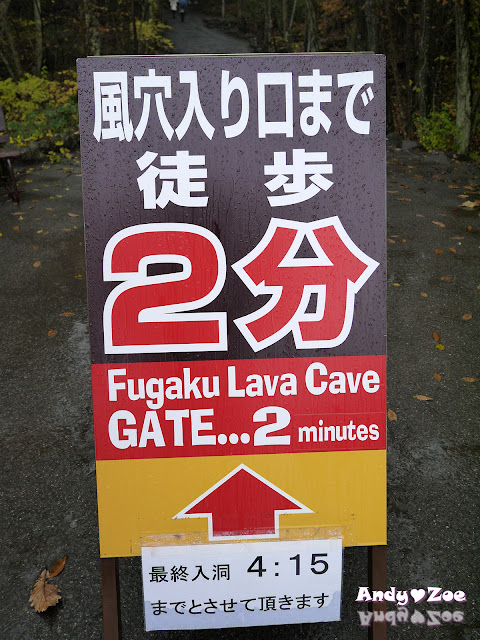 風穴入り口まで
徒歩
2分
Fugaku Lava Cave
GATE...2 minutes
最終入洞 4:15
までとさせて頂きます
Andy♥Zoe